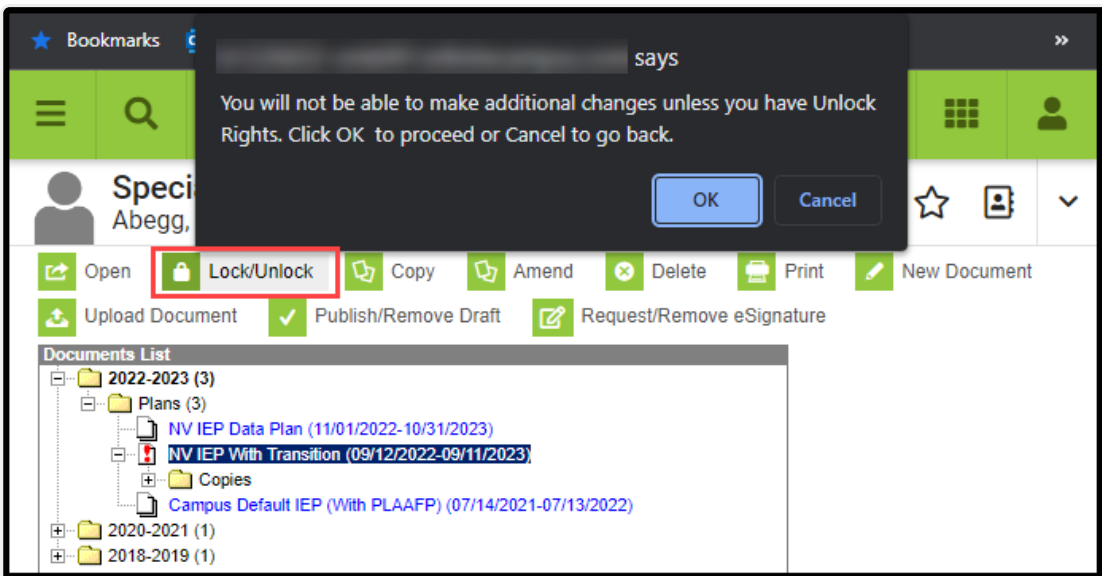 Bookmarks
says
You will not be able to make additional changes unless you have Unlock
Rights. Click OK  to proceed or Cancel to go back.
OK Cancel
Abegg,
Open Lock/Unlock Copy Amend Delete Print New Document
Upload Document Publish/Remove Draft Request/Remove eSignature
Documents List
2022-2023 (3)
Plans (3)
NV IEP Data Plan (11/01/2022-10/31/2023)
NV IEP With Transition (09/12/2022-09/11/2023)
Copies
Campus Default IEP (With PLAAFP) (07/14/2021-07/13/2022)
2020-2021 (1)
2018-2019 (1)